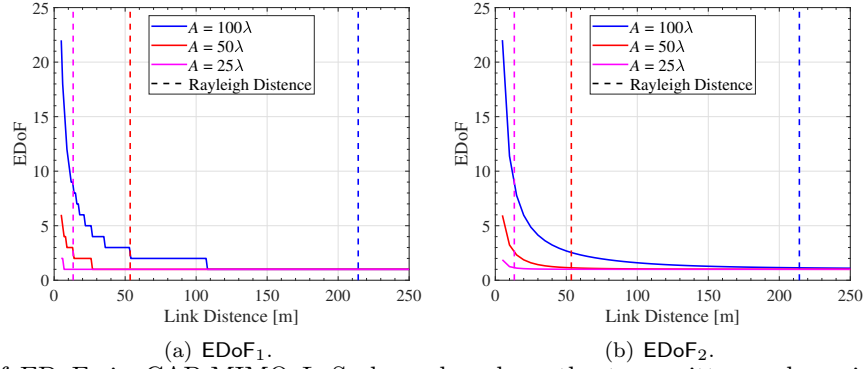 25
20
15
10
5
0
EDoF
0 50 100 150 200 250
Link Distance [m]
A = 100λ
A = 50λ
A = 25λ
Rayleigh Distence
(a) EDoF₁.
25
20
15
10
5
0
EDoF
0 50 100 150 200 250
Link Distance [m]
A = 100λ
A = 50λ
A = 25λ
Rayleigh Distence
(b) EDoF₂.